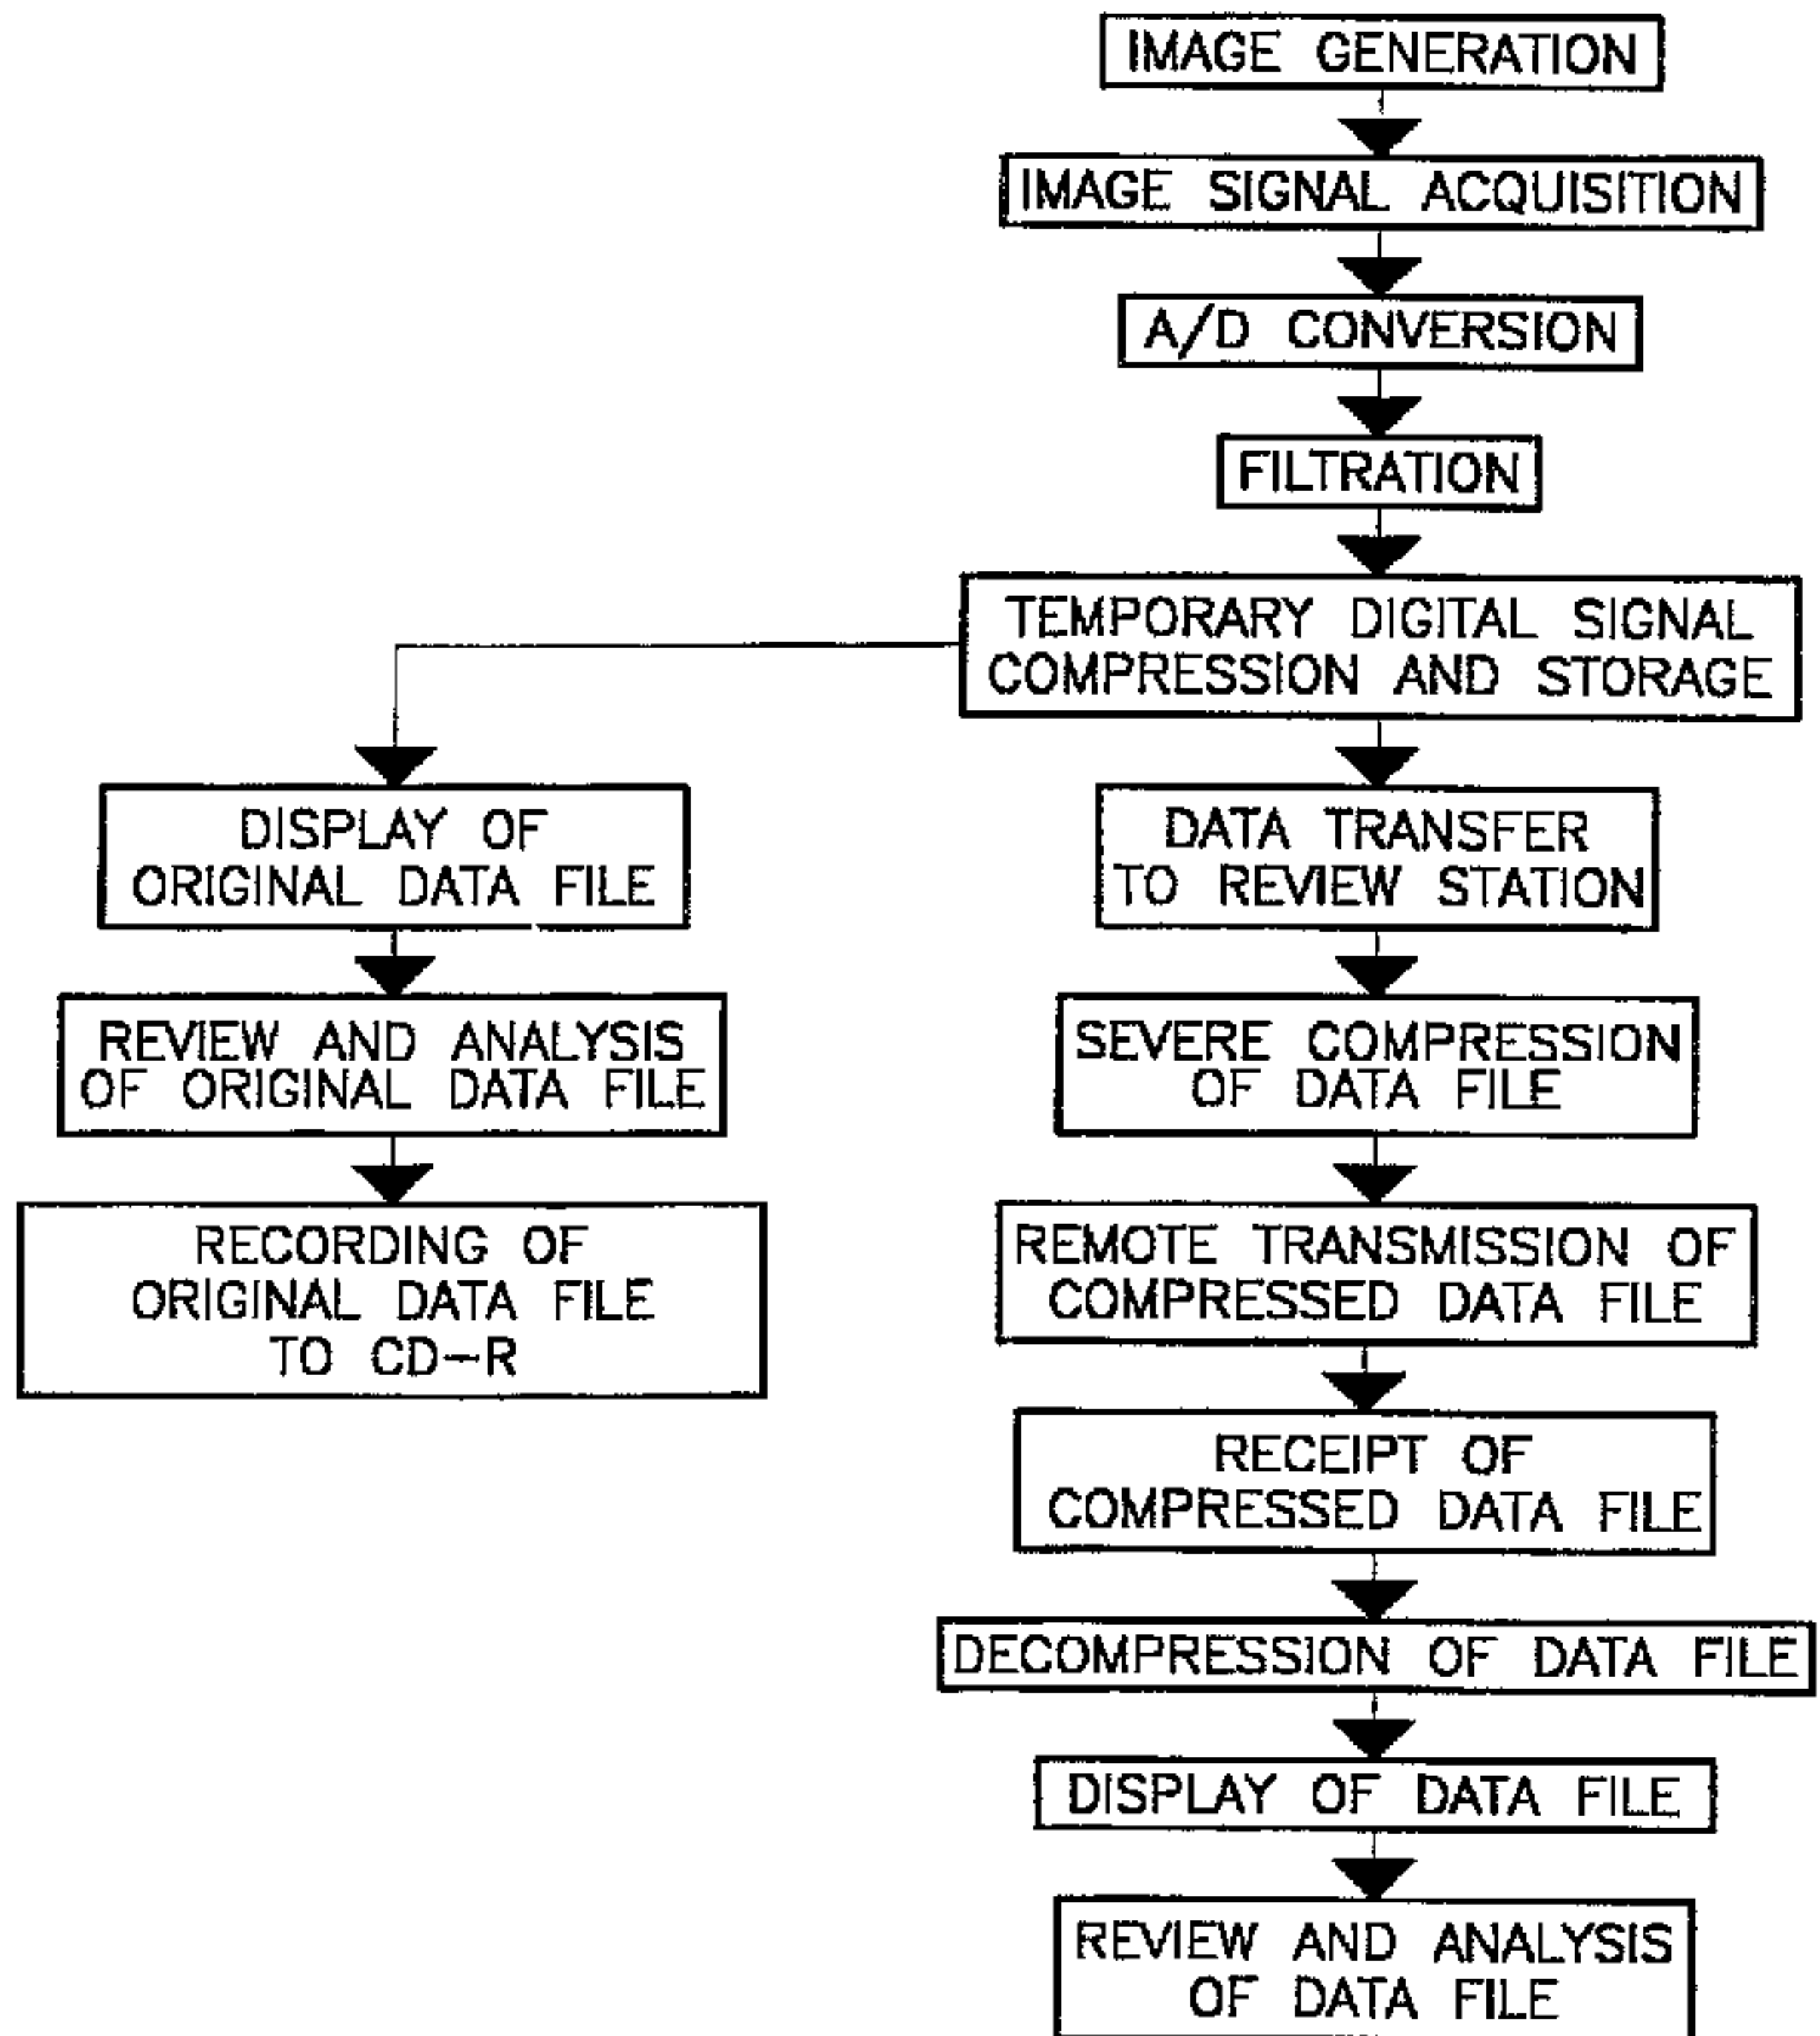 IMAGE GENERATION
IMAGE SIGNAL ACQUISITION
A/D CONVERSION
FILTRATION
TEMPORARY DIGITAL SIGNAL
COMPRESSION AND STORAGE
DISPLAY OF
ORIGINAL DATA FILE
REVIEW AND ANALYSIS
OF ORIGINAL DATA FILE
RECORDING OF
ORIGINAL DATA FILE
TO CD-R
DATA TRANSFER
TO REVIEW STATION
SEVERE COMPRESSION
OF DATA FILE
REMOTE TRANSMISSION OF
COMPRESSED DATA FILE
RECEIPT OF
COMPRESSED DATA FILE
DECOMPRESSION OF DATA FILE
DISPLAY OF DATA FILE
REVIEW AND ANALYSIS
OF DATA FILE